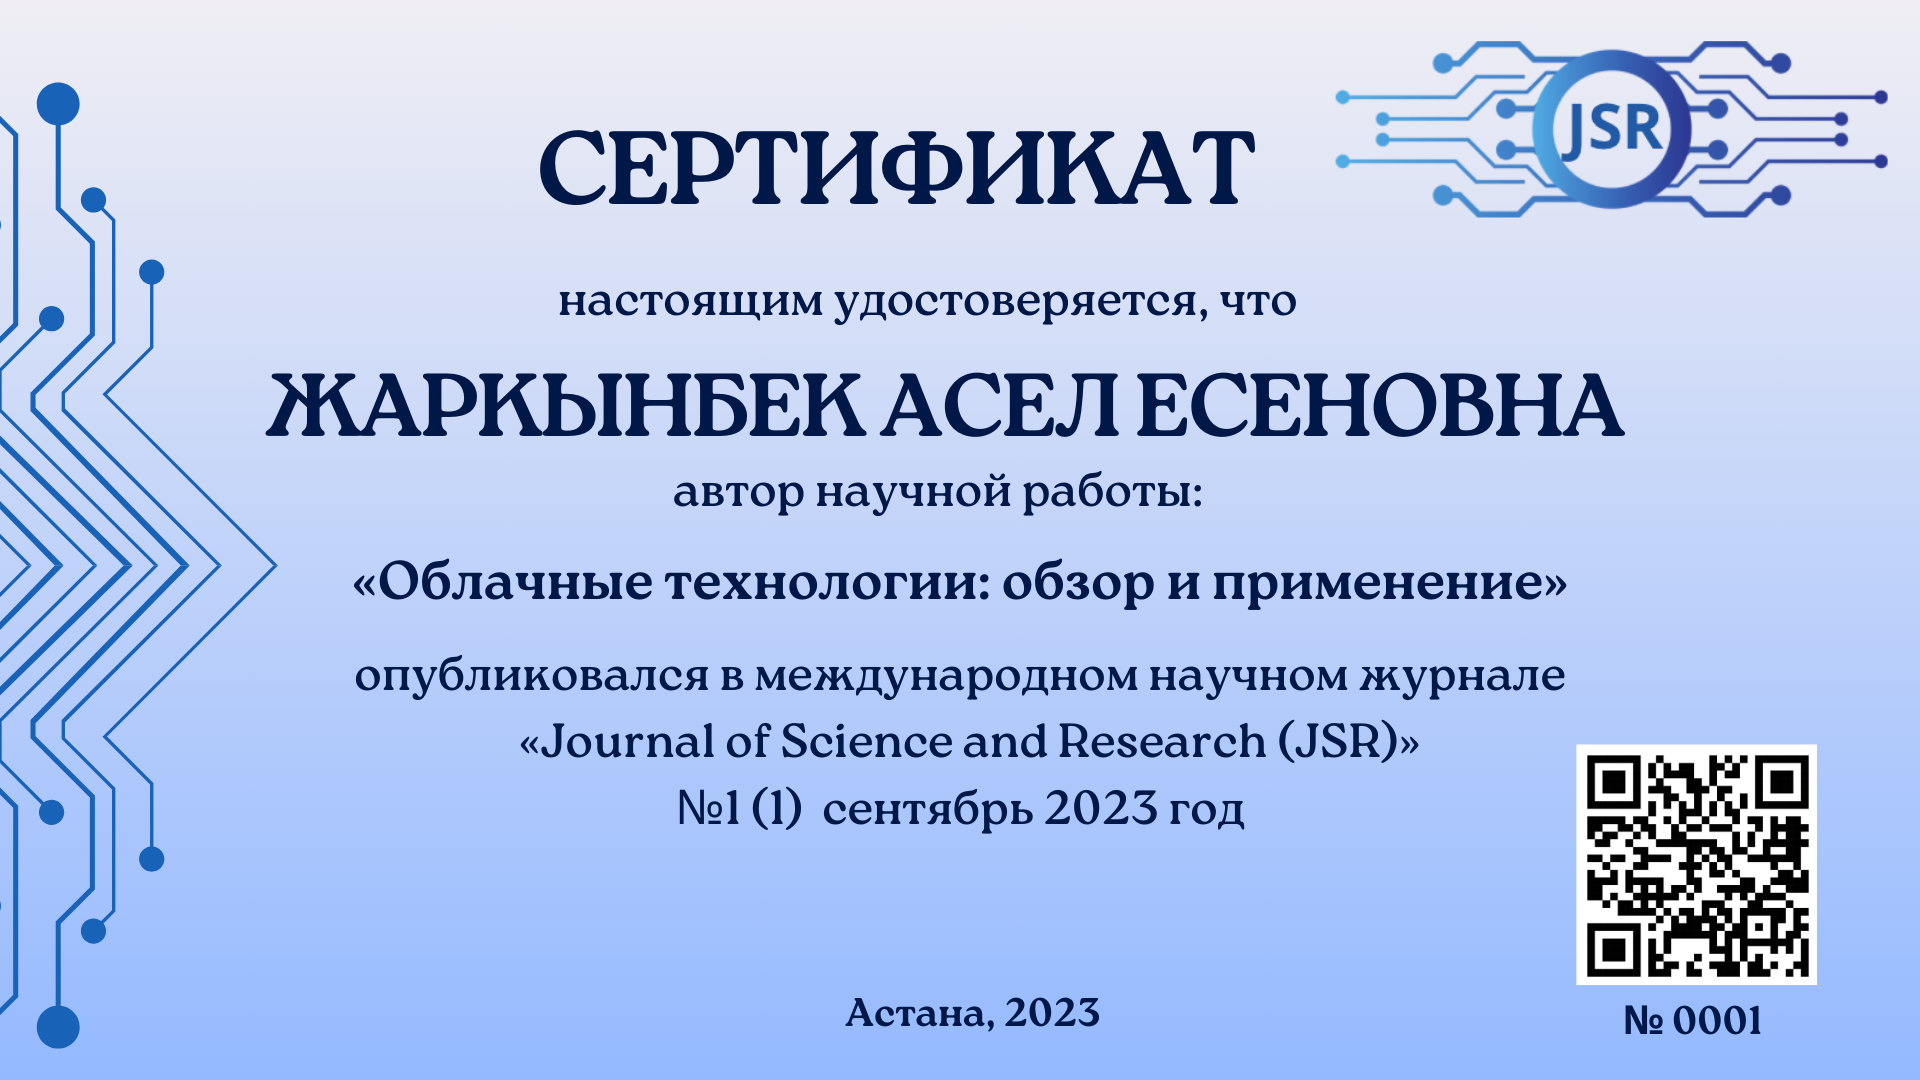 JSR
СЕРТИФИКАТ
настоящим удостоверяется, что
ЖАРКЫНБЕК АСЕЛ ЕСЕНОВНА
автор научной работы:
«Облачные технологии: обзор и применение»
опубликовался в международном научном журнале
«Journal of Science and Research (JSR)»
№1 (1) сентябрь 2023 год
Астана, 2023
№ 0001